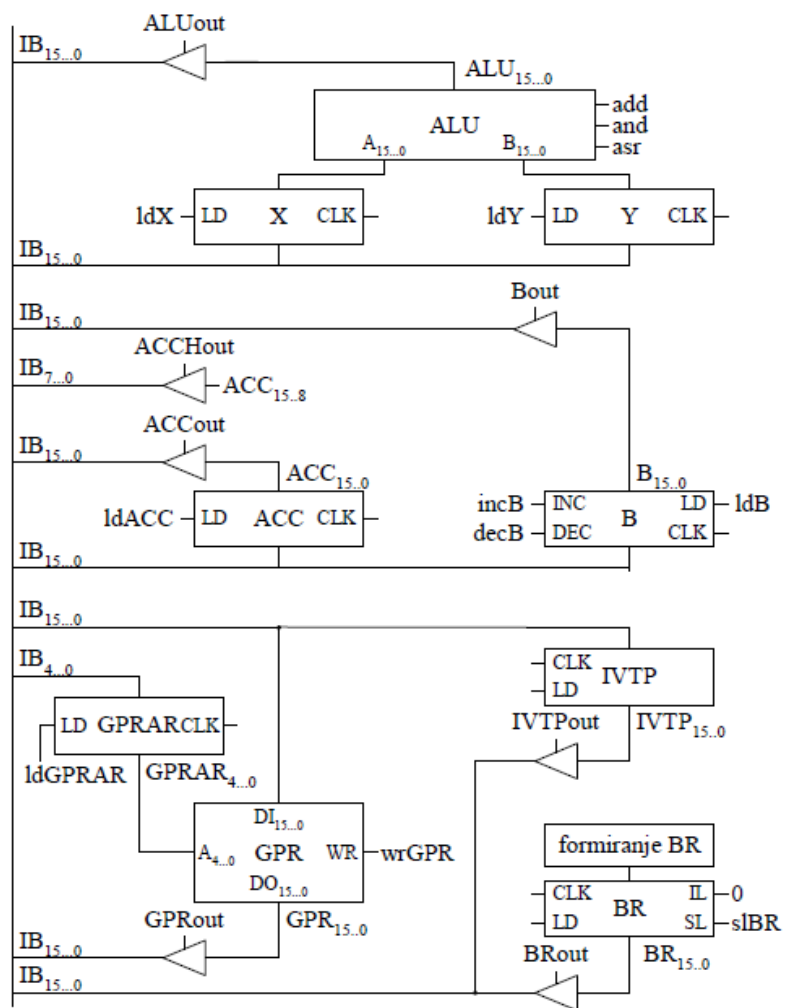 ALUout
IB15...0
ALU15...0
ALU
A15...0
B15...0
add
and
asr
ldX
LD
X
CLK
ldY
LD
Y
CLK
IB15...0
Bout
IB15...0
ACCHout
IB7...0
ACC15..8
ACCout
IB15...0
ACC15..0
B15..0
ldACC
LD
ACC
CLK
incB
INC
LD
ldB
decB
DEC
B
CLK
IB15...0
IB15...0
IB4...0
CLK
IVTP
LD
LD
GPRAR
CLK
IVTPout
IVTP15..0
ldGPRAR
GPRAR4...0
DI15...0
A4...0
GPR
WR
wrGPR
DO15...0
formiranje BR
GPRout
GPR15..0
CLK
IL
0
BR
LD
SL
slBR
IB15...0
BRout
BR15...0
IB15...0